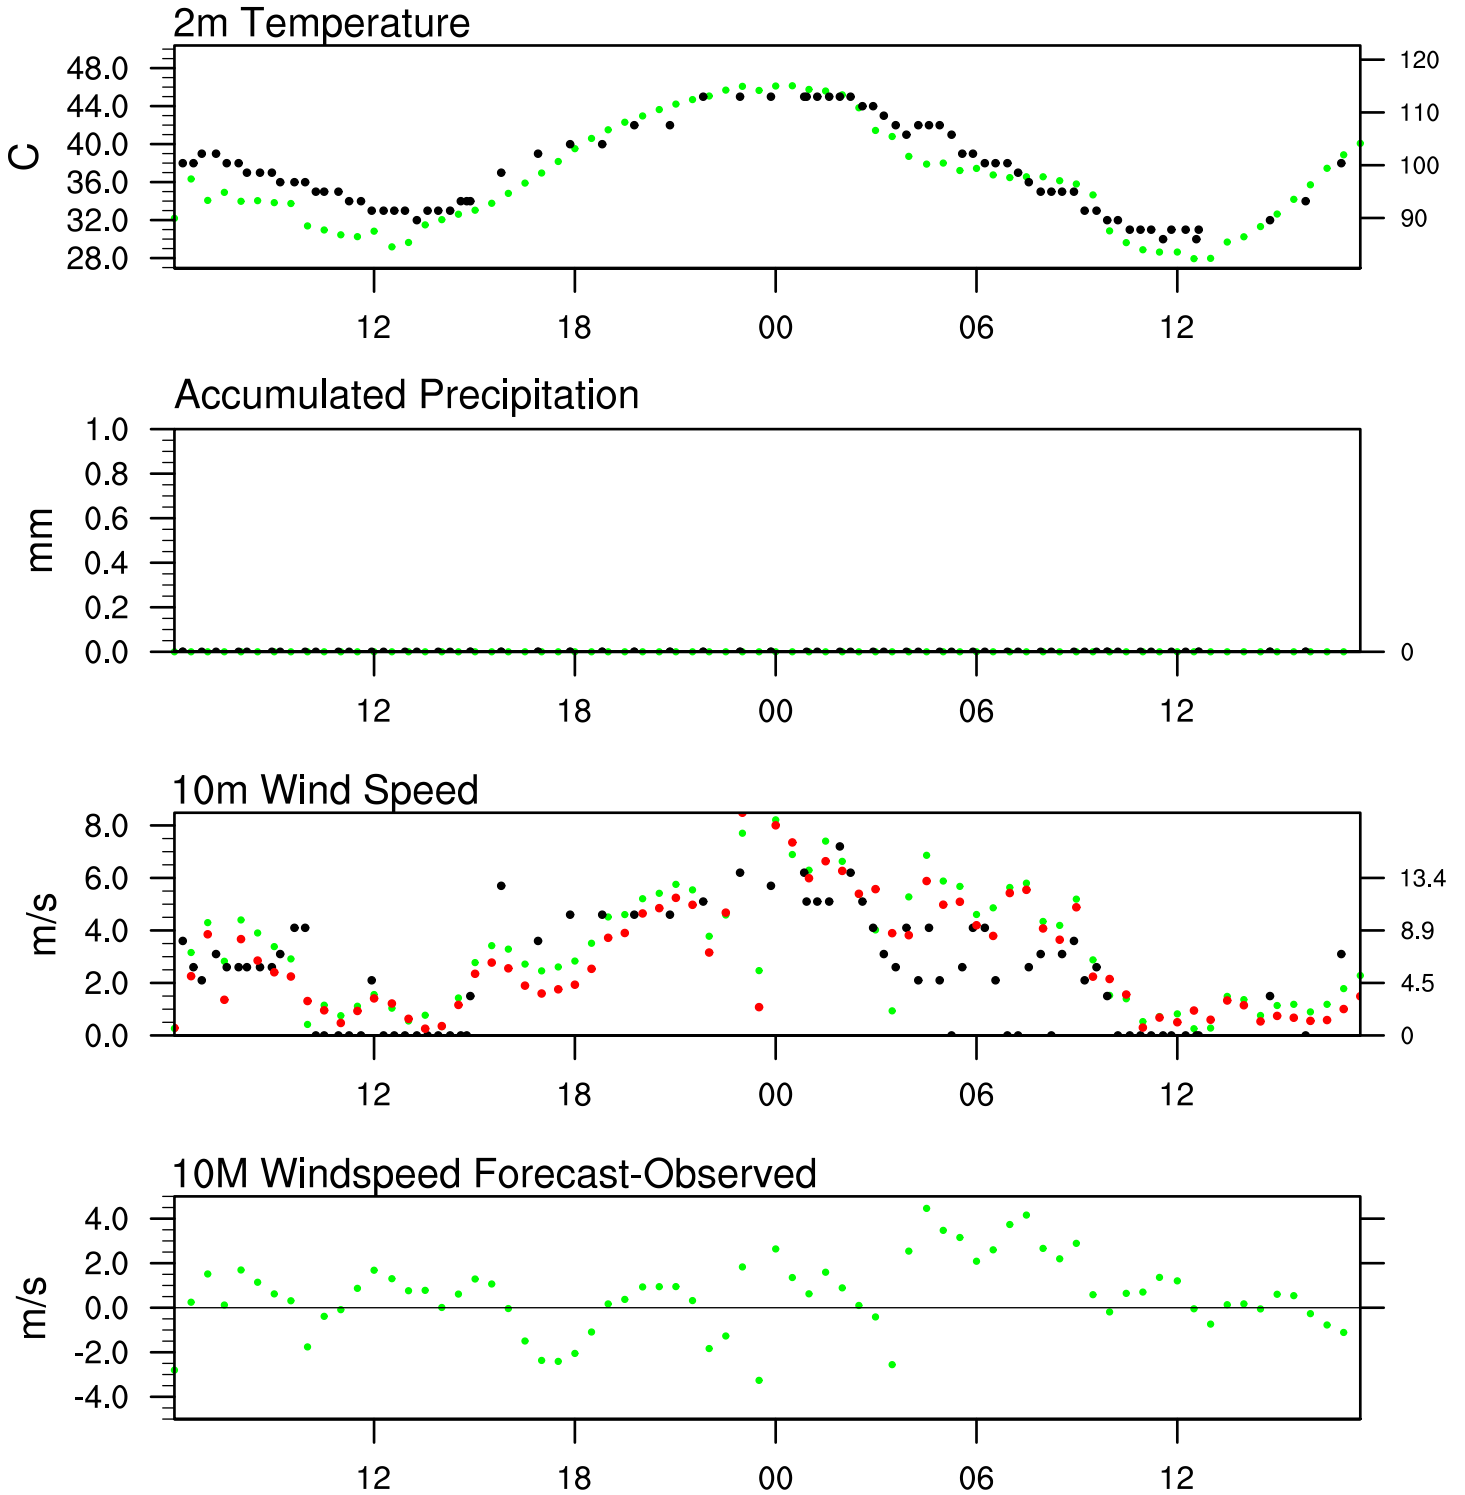 2m Temperature
48.0
44.0
40.0
36.0
32.0
28.0
C
120
110
100
90
12 18 00 06 12
Accumulated Precipitation
1.0
0.8
0.6
0.4
0.2
0.0
mm
0
12 18 00 06 12
10m Wind Speed
8.0
6.0
4.0
2.0
0.0
m/s
13.4
8.9
4.5
0
12 18 00 06 12
10M Windspeed Forecast-Observed
4.0
2.0
0.0
-2.0
-4.0
m/s
12 18 00 06 12